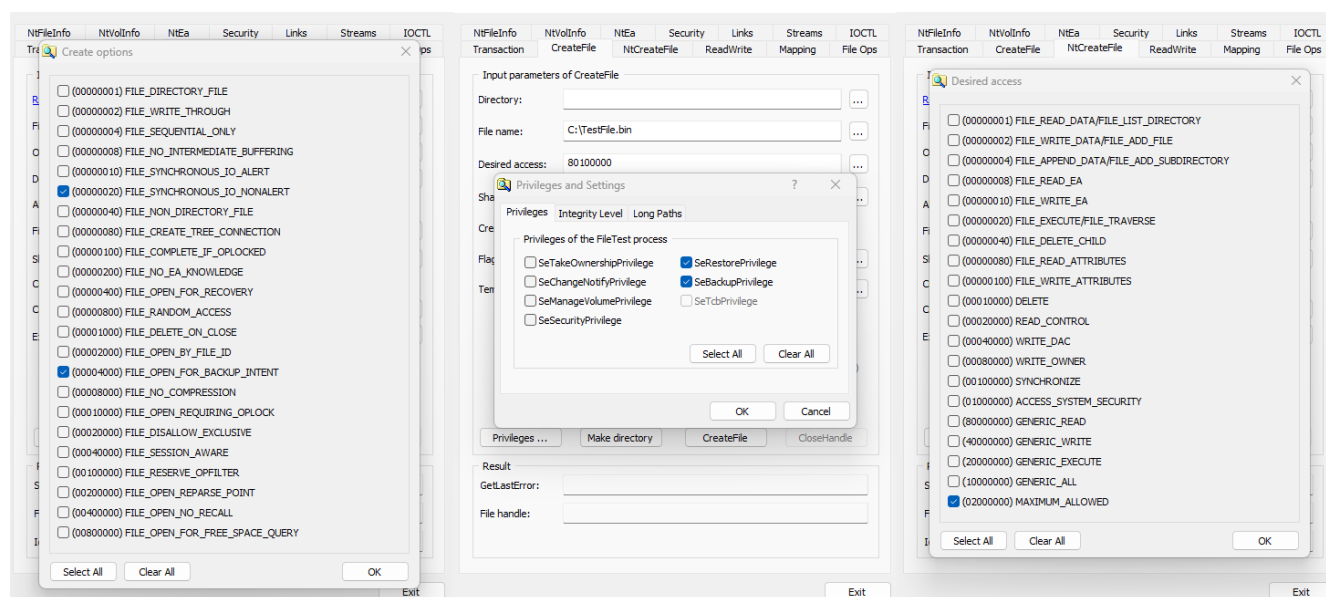 NtFileInfo NtVolInfo NtEa Security Links Streams IOCTL
Create options
(00000001) FILE_DIRECTORY_FILE
(00000002) FILE_WRITE_THROUGH
(00000004) FILE_SEQUENTIAL_ONLY
(00000008) FILE_NO_INTERMEDIATE_BUFFERING
(00000010) FILE_SYNCHRONOUS_IO_ALERT
(00000020) FILE_SYNCHRONOUS_IO_NONALERT
(00000040) FILE_NON_DIRECTORY_FILE
(00000080) FILE_CREATE_TREE_CONNECTION
(00000100) FILE_COMPLETE_IF_OPLOCKED
(00000200) FILE_NO_EA_KNOWLEDGE
(00000400) FILE_OPEN_FOR_RECOVERY
(00000800) FILE_RANDOM_ACCESS
(00001000) FILE_DELETE_ON_CLOSE
(00002000) FILE_OPEN_BY_FILE_ID
(00004000) FILE_OPEN_FOR_BACKUP_INTENT
(00008000) FILE_NO_COMPRESSION
(00010000) FILE_OPEN_REQUIRING_OPLOCK
(00020000) FILE_DISALLOW_EXCLUSIVE
(00040000) FILE_SESSION_AWARE
(00100000) FILE_RESERVE_OPFILTER
(00200000) FILE_OPEN_REPARSE_POINT
(00400000) FILE_OPEN_NO_RECALL
(00800000) FILE_OPEN_FOR_FREE_SPACE_QUERY
Select All Clear All OK
Exit
NtFileInfo NtVolInfo NtEa Security Links Streams IOCTL
Transaction CreateFile NtCreateFile ReadWrite Mapping File Ops
Input parameters of CreateFile
Directory: ...
File name: C:\TestFile.bin ...
Desired access: 80100000 ...
Privileges and Settings ?
Privileges Integrity Level Long Paths
Privileges of the FileTest process
SeTakeOwnershipPrivilege SeRestorePrivilege
SeChangeNotifyPrivilege SeBackupPrivilege
SeManageVolumePrivilege SeTcbPrivilege
SeSecurityPrivilege
Select All Clear All
OK Cancel
Privileges ... Make directory CreateFile CloseHandle
Result
GetLastError:
File handle:
Exit
NtFileInfo NtVolInfo NtEa Security Links Streams IOCTL
Transaction CreateFile NtCreateFile ReadWrite Mapping File Ops
Desired access
(00000001) FILE_READ_DATA/FILE_LIST_DIRECTORY
(00000002) FILE_WRITE_DATA/FILE_ADD_FILE
(00000004) FILE_APPEND_DATA/FILE_ADD_SUBDIRECTORY
(00000008) FILE_READ_EA
(00000010) FILE_WRITE_EA
(00000020) FILE_EXECUTE/FILE_TRAVERSE
(00000040) FILE_DELETE_CHILD
(00000080) FILE_READ_ATTRIBUTES
(00000100) FILE_WRITE_ATTRIBUTES
(00010000) DELETE
(00020000) READ_CONTROL
(00040000) WRITE_DAC
(00080000) WRITE_OWNER
(00100000) SYNCHRONIZE
(01000000) ACCESS_SYSTEM_SECURITY
(80000000) GENERIC_READ
(40000000) GENERIC_WRITE
(20000000) GENERIC_EXECUTE
(10000000) GENERIC_ALL
(02000000) MAXIMUM_ALLOWED
Select All Clear All OK
Exit